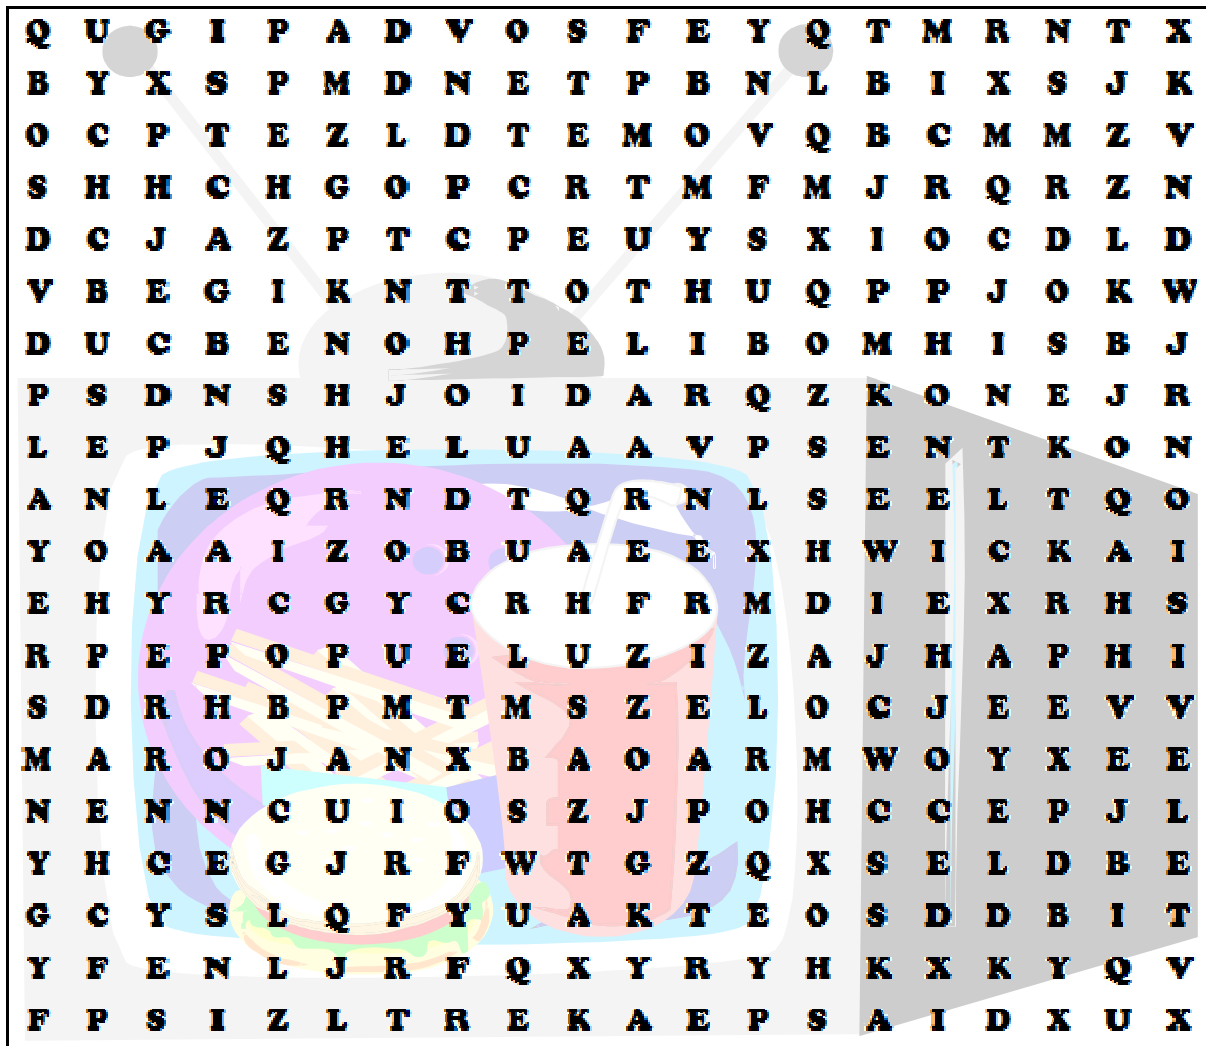 Q U G I P A D V O S F E Y Q T M R N T X
B Y X S P M D N E T P B N L B I X S J K
O C P T E Z L D T E M O V Q B C M M Z V
S H H C H G O P C R T M F M J R Q R Z N
D C J A Z P T C P E U Y S X I O C D L D
V B E G I K N T T O T H U Q P P J O K W
D U C B E N O H P E L I B O M H I S B J
P S D N S H J O I D A R Q Z K O N E J R
L E P J Q H E L U A A V P S E N T K O N
A N L E Q R N D T Q R N L S E E L T Q O
Y O A A I Z O B U A E E X H W I C K A I
E H Y R C G Y C R H F R M D I E X R H S
R P E P O P U E L U Z I Z A J H A P H I
S D R H B P M T M S Z E L O C J E E V V
M A R O J A N X B A O A R M W O Y X E E
N E N N C U I O S Z J P O H C C E P J L
Y H C E G J R F W T G Z Q X S E L D B E
G C Y S L Q F Y U A K T E O S D D B I T
Y F E N L J R F Q X Y R Y H K X K Y Q V
F P S I Z L T R E K A E P S A I D X U X